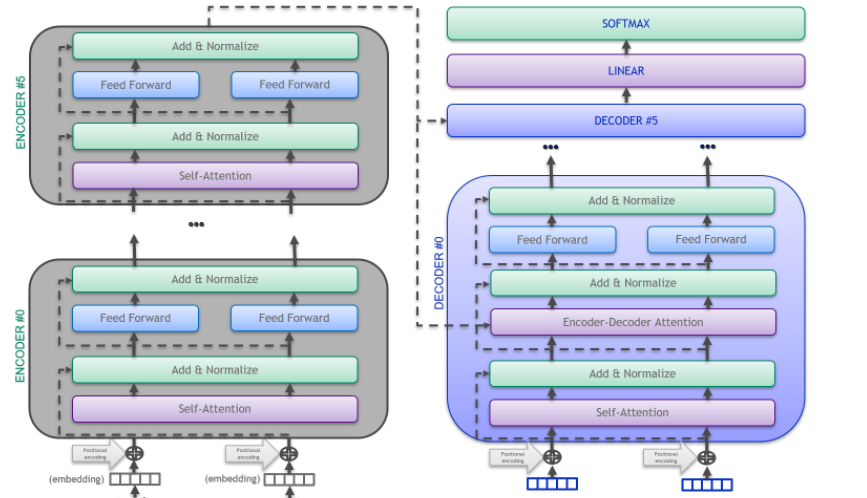 ENCODER #5
Add & Normalize
Feed Forward
Feed Forward
Add & Normalize
Self-Attention
...
ENCODER #0
Add & Normalize
Feed Forward
Feed Forward
Add & Normalize
Self-Attention
Positional
encoding
Positional
encoding
(embedding)
(embedding)
SOFTMAX
LINEAR
DECODER #5
...
...
DECODER #0
Add & Normalize
Feed Forward
Feed Forward
Add & Normalize
Encoder-Decoder Attention
Add & Normalize
Self-Attention
Positional
encoding
Positional
encoding